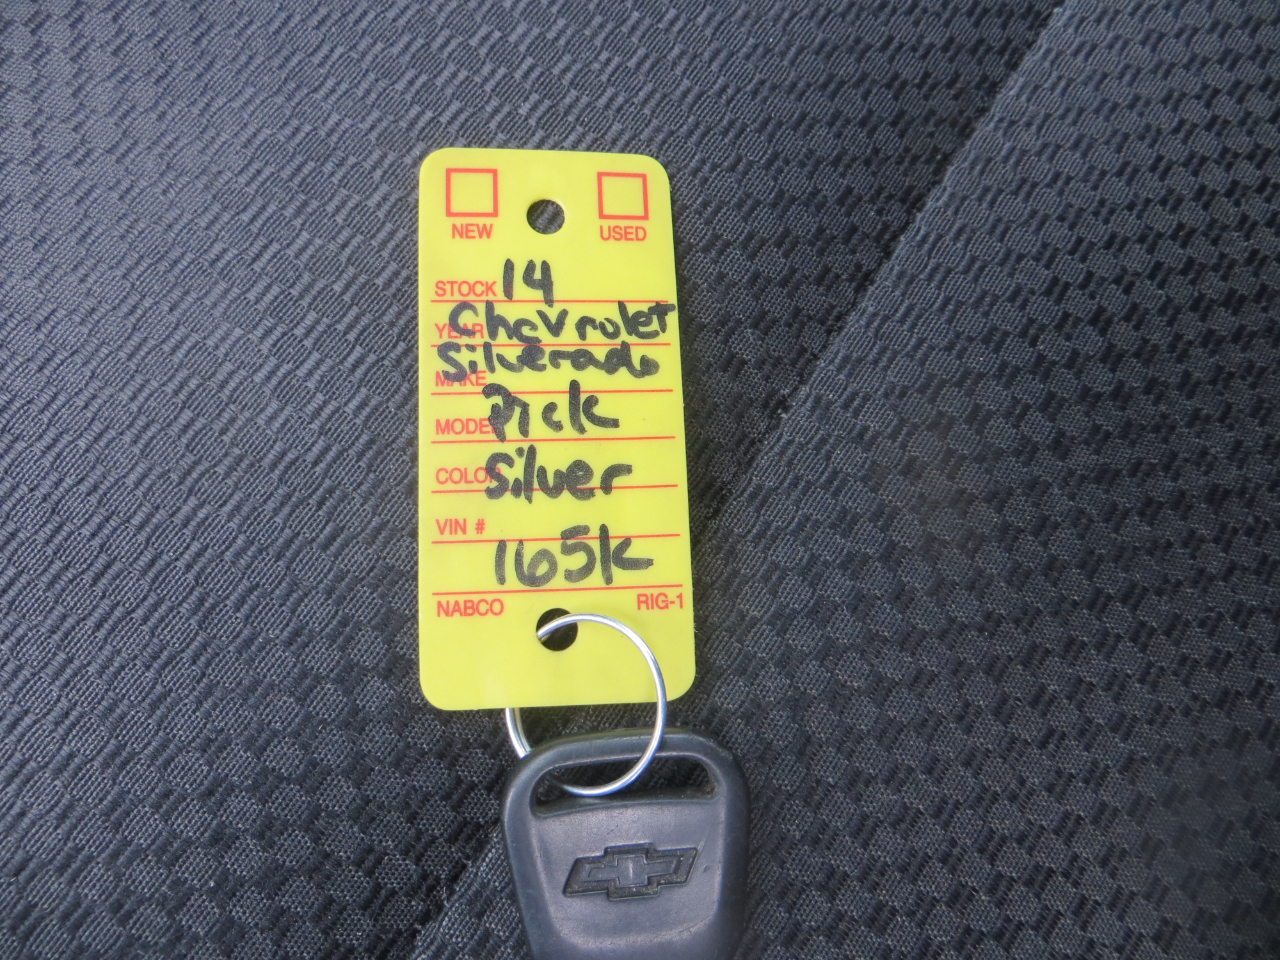 NEW USED
STOCK 14
YEAR Chevrolet
MAKE Silverado
MODEL Pick
COLOR Silver
VIN #
165k
NABCO RIG-1